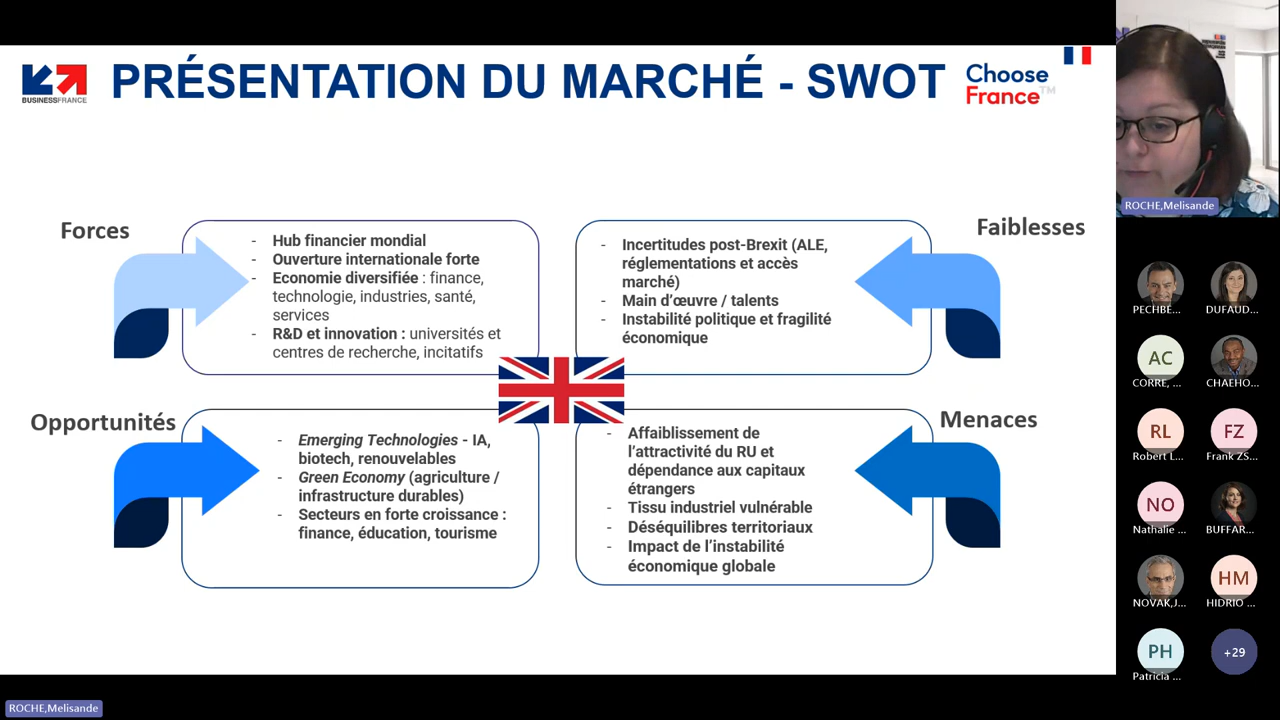 BUSINESSFRANCE
PRÉSENTATION DU MARCHÉ - SWOT
Choose
France™
Forces
- Hub financier mondial
- Ouverture internationale forte
- Economie diversifiée : finance,
technologie, industries, santé,
services
- R&D et innovation : universités et
centres de recherche, incitatifs
Faiblesses
- Incertitudes post-Brexit (ALE,
réglementations et accès
marché)
- Main d'œuvre / talents
- Instabilité politique et fragilité
économique
Opportunités
- Emerging Technologies - IA,
biotech, renouvelables
- Green Economy (agriculture /
infrastructure durables)
- Secteurs en forte croissance :
finance, éducation, tourisme
Menaces
- Affaiblissement de
l'attractivité du RU et
dépendance aux capitaux
étrangers
- Tissu industriel vulnérable
- Déséquilibres territoriaux
- Impact de l'instabilité
économique globale
ROCHE,Melisande
PECHBE...
DUFAUD...
AC
CORRE, ...
CHAEHO...
RL
Robert L...
FZ
Frank ZS...
NO
Nathalie ...
BUFFAR...
NOVAK,J...
HM
HIDRIO ...
PH
Patricia ...
+29
ROCHE,Melisande